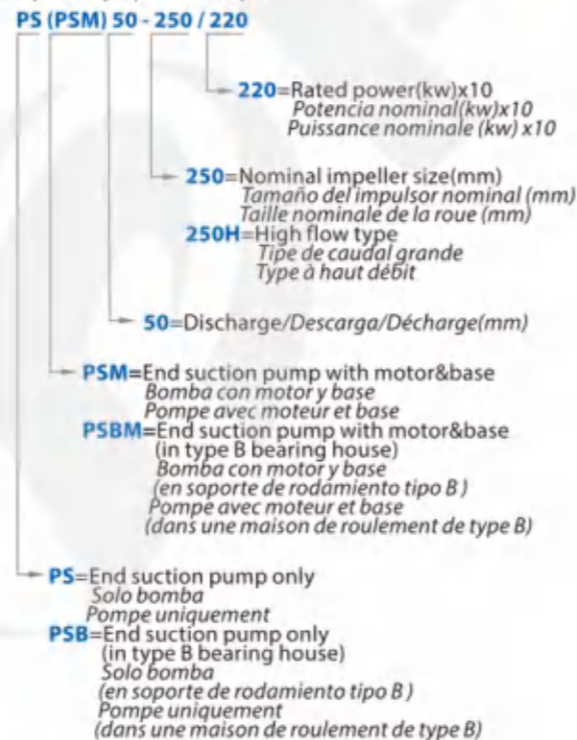 PS (PSM) 50 - 250 / 220
220=Rated power(kw)x10
Potencia nominal(kw)x10
Puissance nominale (kw) x10
250=Nominal impeller size(mm)
Tamaño del impulsor nominal (mm)
Taille nominale de la roue (mm)
250H=High flow type
Tipe de caudal grande
Type à haut débit
50=Discharge/Descarga/Décharge(mm)
PSM=End suction pump with motor&base
Bomba con motor y base
Pompe avec moteur et base
PSBM=End suction pump with motor&base
(in type B bearing house)
Bomba con motor y base
(en soporte de rodamiento tipo B )
Pompe avec moteur et base
(dans une maison de roulement de type B)
PS=End suction pump only
Solo bomba
Pompe uniquement
PSB=End suction pump only
(in type B bearing house)
Solo bomba
(en soporte de rodamiento tipo B )
Pompe uniquement
(dans une maison de roulement de type B)